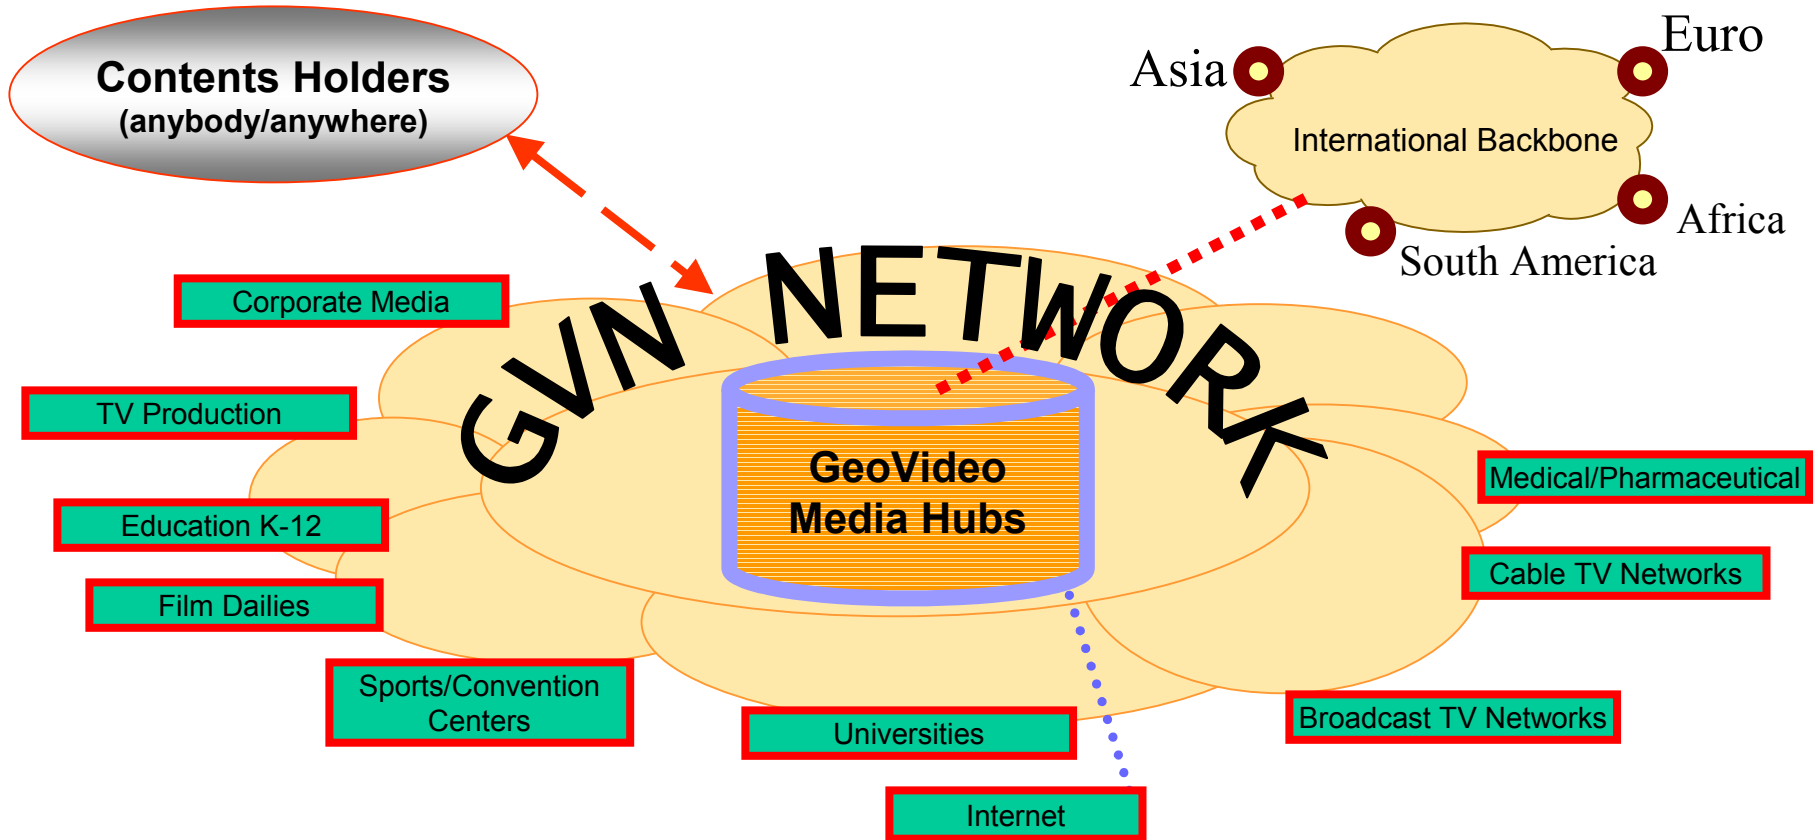 Contents Holders
(anybody/anywhere)
Asia
Euro
International Backbone
Africa
South America
GVN NETWORK
Corporate Media
TV Production
Education K-12
Film Dailies
Sports/Convention
Centers
GeoVideo
Media Hubs
Medical/Pharmaceutical
Cable TV Networks
Broadcast TV Networks
Universities
Internet